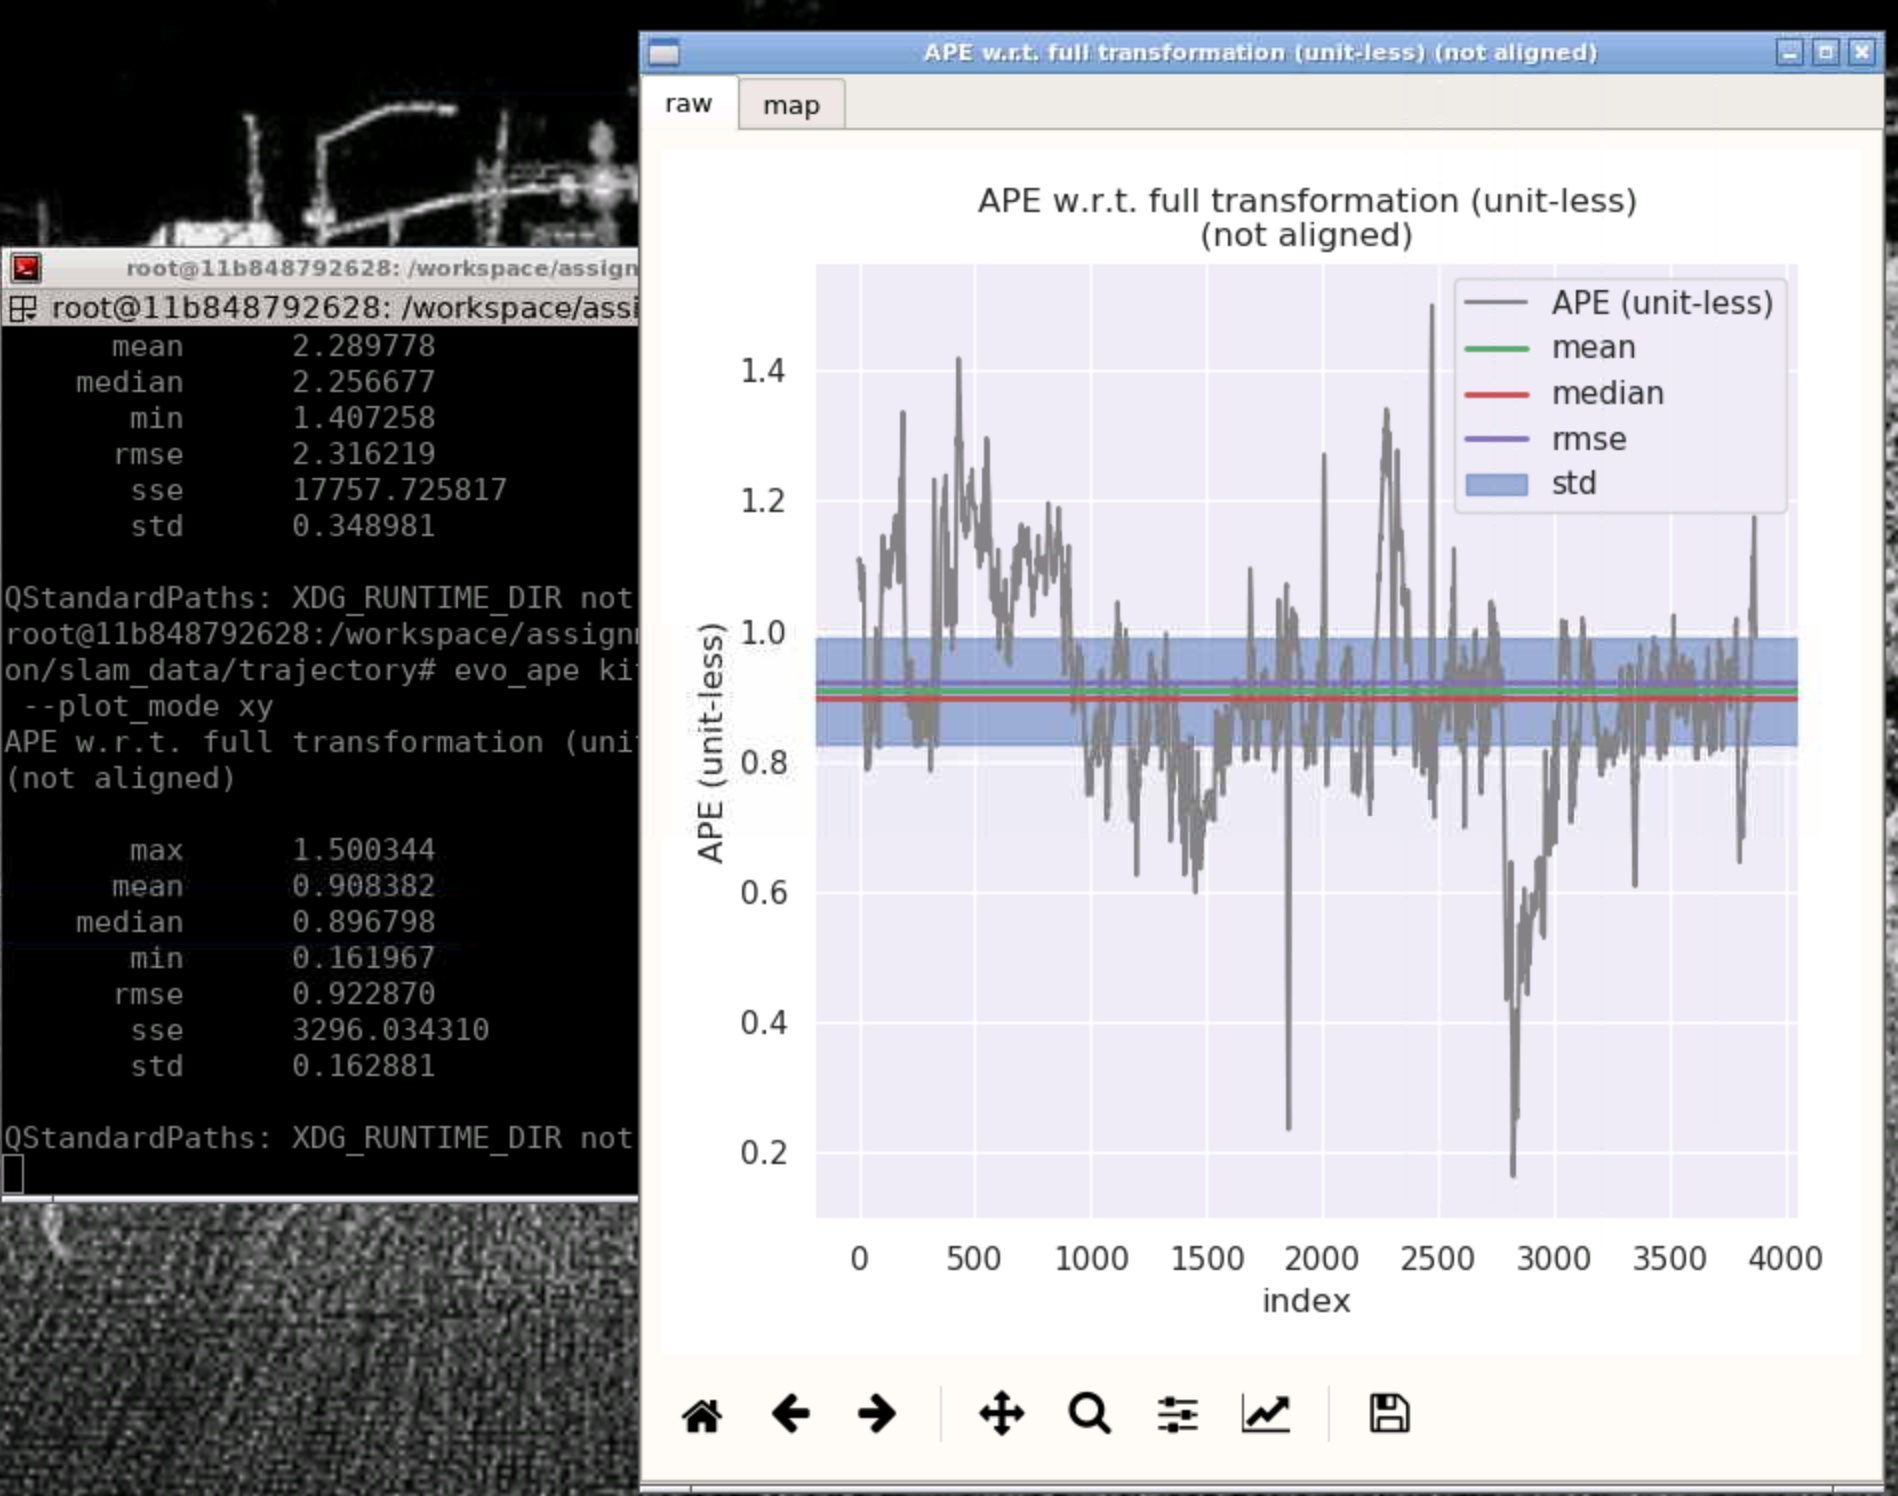 root@11b848792628: /workspace/assign
root@11b848792628: /workspace/assi
mean 2.289778
median 2.256677
min 1.407258
rmse 2.316219
sse 17757.725817
std 0.348981
QStandardPaths: XDG_RUNTIME_DIR not
root@11b848792628:/workspace/assign
on/slam_data/trajectory# evo_ape ki
--plot_mode xy
APE w.r.t. full transformation (uni
(not aligned)
max 1.500344
mean 0.908382
median 0.896798
min 0.161967
rmse 0.922870
sse 3296.034310
std 0.162881
QStandardPaths: XDG_RUNTIME_DIR not
APE w.r.t. full transformation (unit-less) (not aligned)
raw map
APE w.r.t. full transformation (unit-less)
(not aligned)
APE (unit-less)
mean
median
rmse
std
1.4
1.2
1.0
0.8
0.6
0.4
0.2
APE (unit-less)
0 500 1000 1500 2000 2500 3000 3500 4000
index